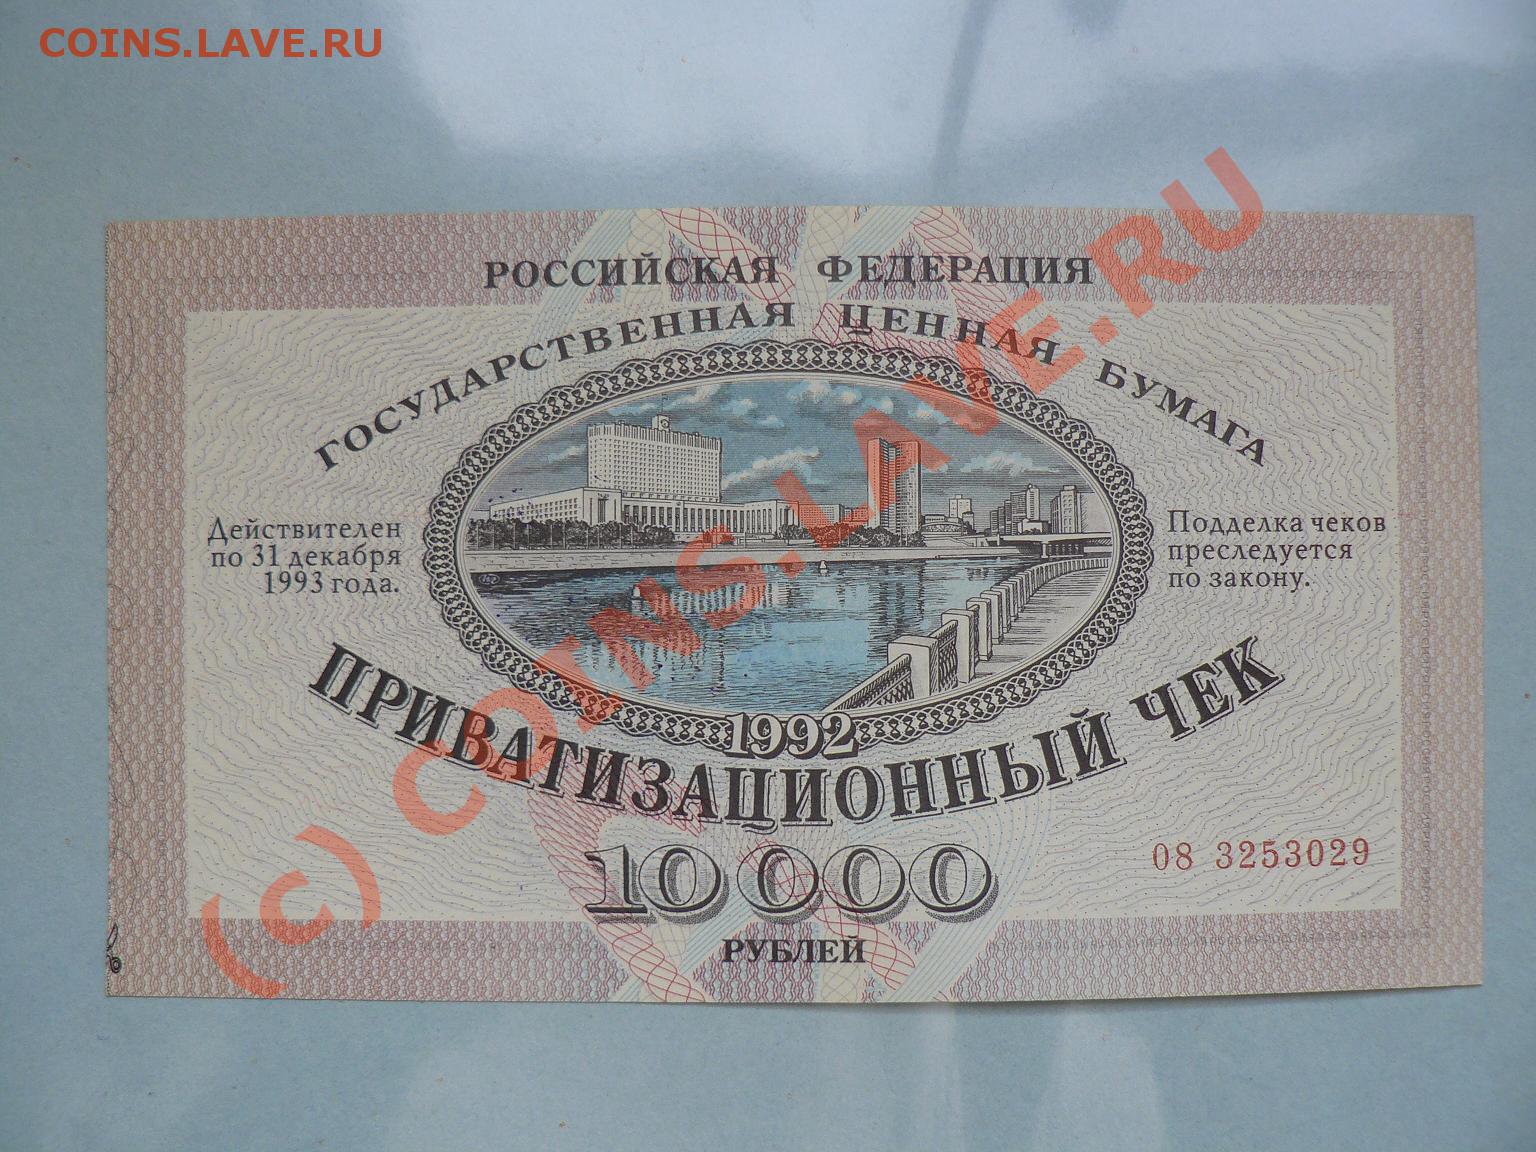 COINS.LAVE.RU
РОССИЙСКАЯ ФЕДЕРАЦИЯ
ГОСУДАРСТВЕННАЯ ЦЕННАЯ БУМАГА
Действителен
по 31 декабря
1993 года.
Подделка чеков
преследуется
по закону.
1992
ПРИВАТИЗАЦИОННЫЙ ЧЕК
10 000
РУБЛЕЙ
08 3253029
(c) COINS.LAVE.RU